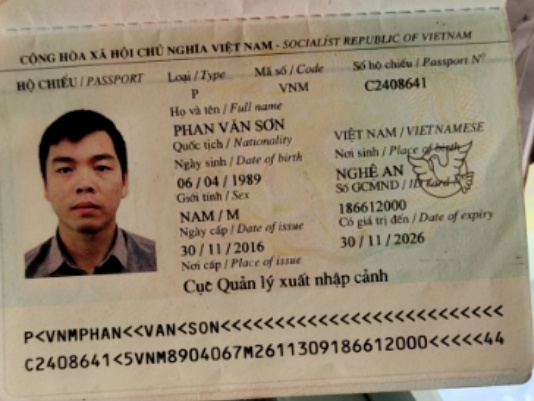 CỘNG HÒA XÃ HỘI CHỦ NGHĨA VIỆT NAM - SOCIALIST REPUBLIC OF VIETNAM
HỘ CHIẾU / PASSPORT
Loại / Type
Mã số / Code
Số hộ chiếu / Passport Nº
P
VNM
C2408641
Họ và tên / Full name
PHAN VĂN SƠN
Quốc tịch / Nationality
VIỆT NAM / VIETNAMESE
Ngày sinh / Date of birth
Nơi sinh / Place of birth
06 / 04 / 1989
NGHỆ AN
Giới tính / Sex
Số GCMND / ID card Nº
NAM / M
186612000
Ngày cấp / Date of issue
Có giá trị đến / Date of expiry
30 / 11 / 2016
30 / 11 / 2026
Nơi cấp / Place of issue
Cục Quản lý xuất nhập cảnh
P<VNMPHAN<<VAN<SON<<<<<<<<<<<<<<<<<<<<<<<<<<
C2408641<5VNM8904067M2611309186612000<<<<<44